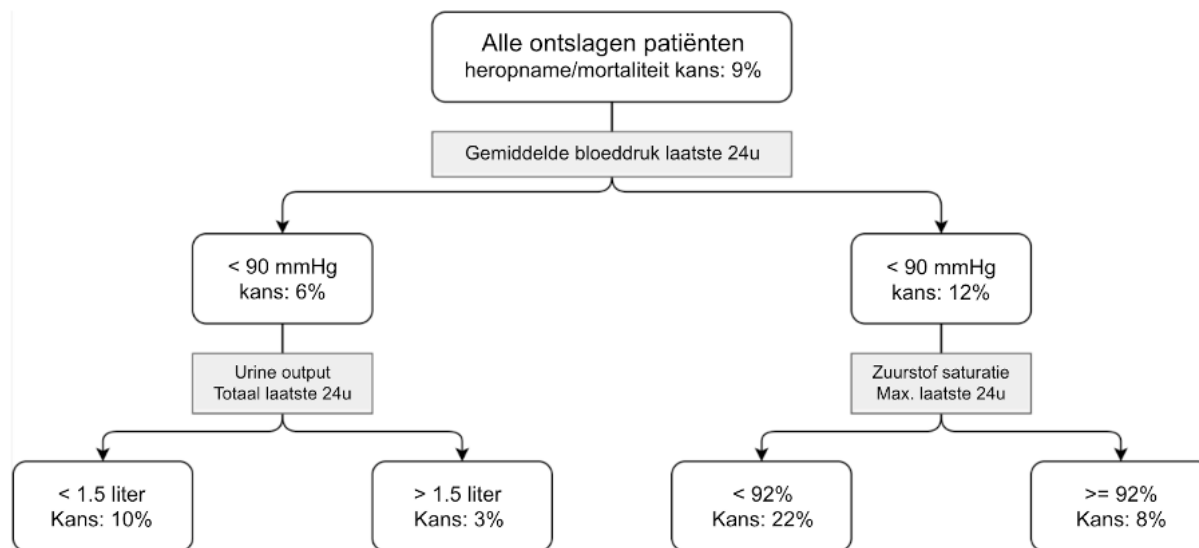 Alle ontslagen patiënten
heropname/mortaliteit kans: 9%
Gemiddelde bloeddruk laatste 24u
< 90 mmHg
kans: 6%
< 90 mmHg
kans: 12%
Urine output
Totaal laatste 24u
Zuurstof saturatie
Max. laatste 24u
< 1.5 liter
Kans: 10%
> 1.5 liter
Kans: 3%
< 92%
Kans: 22%
>= 92%
Kans: 8%